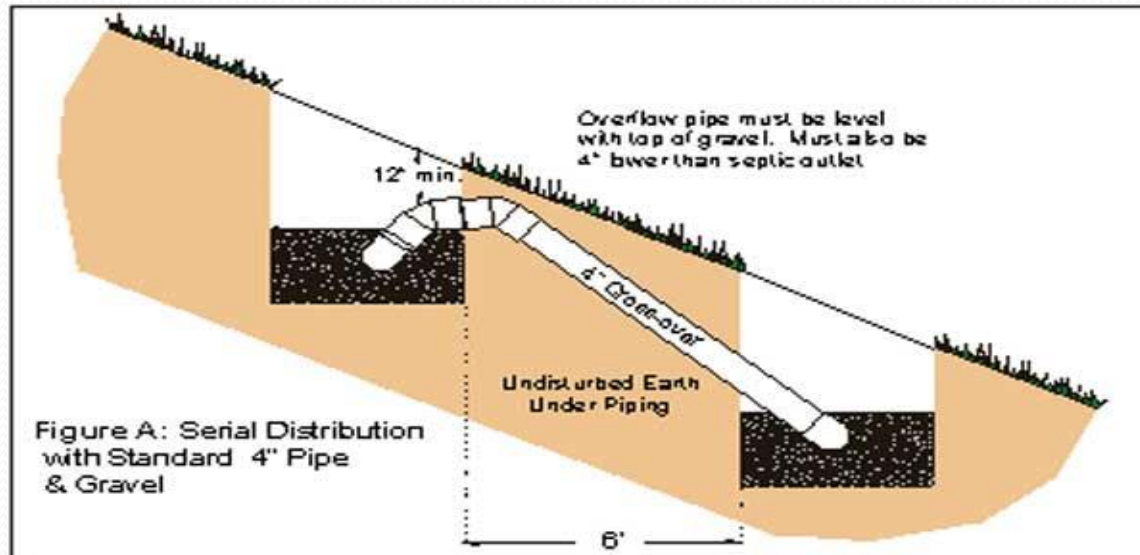 Overflow pipe must be level
with top of gravel. Must also be
4" lower than septic outlet
12" min.
4" Cross-over
Undisturbed Earth
Under Piping
Figure A: Serial Distribution
with Standard 4" Pipe
& Gravel
6'